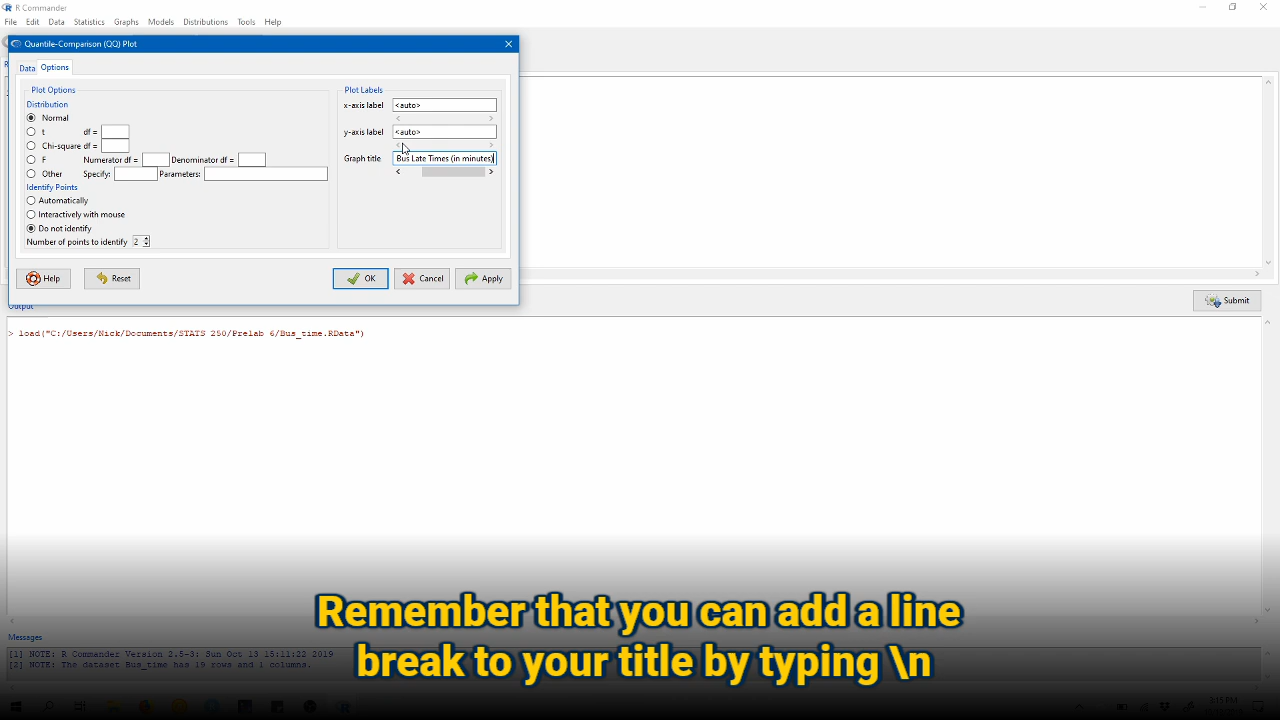 R Commander
File Edit Data Statistics Graphs Models Distributions Tools Help
Quantile-Comparison (QQ) Plot
Data Options
Plot Options
Distribution
Normal
t df =
Chi-square df =
F Numerator df = Denominator df =
Other Specify: Parameters:
Identify Points
Automatically
Interactively with mouse
Do not identify
Number of points to identify 2
Plot Labels
x-axis label <auto>
y-axis label <auto>
Graph title Bus Late Times (in minutes)
Help Reset OK Cancel Apply
Output
Submit
> load("C:/Users/Nick/Documents/STATS 250/Prelab 6/Bus_time.RData")
Remember that you can add a line
break to your title by typing \n
Messages
[1] NOTE: R Commander Version 2.5-3: Sun Oct 13 15:11:22 2019
[2] NOTE: The dataset Bus_time has 19 rows and 1 columns.
3:15 PM